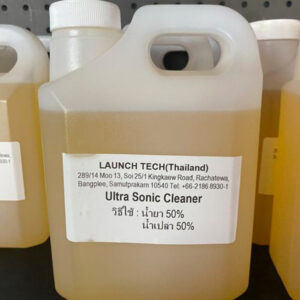 LAUNCH TECH(Thailand)
289/14 Moo 13, Soi 25/1 Kingkaew Road, Rachatewa,
Bangplee, Samutprakarn 10540 Tel: +66-2186 8930-1
Ultra Sonic Cleaner
วิธีใช้ : น้ำยา 50%
น้ำเปล่า 50%